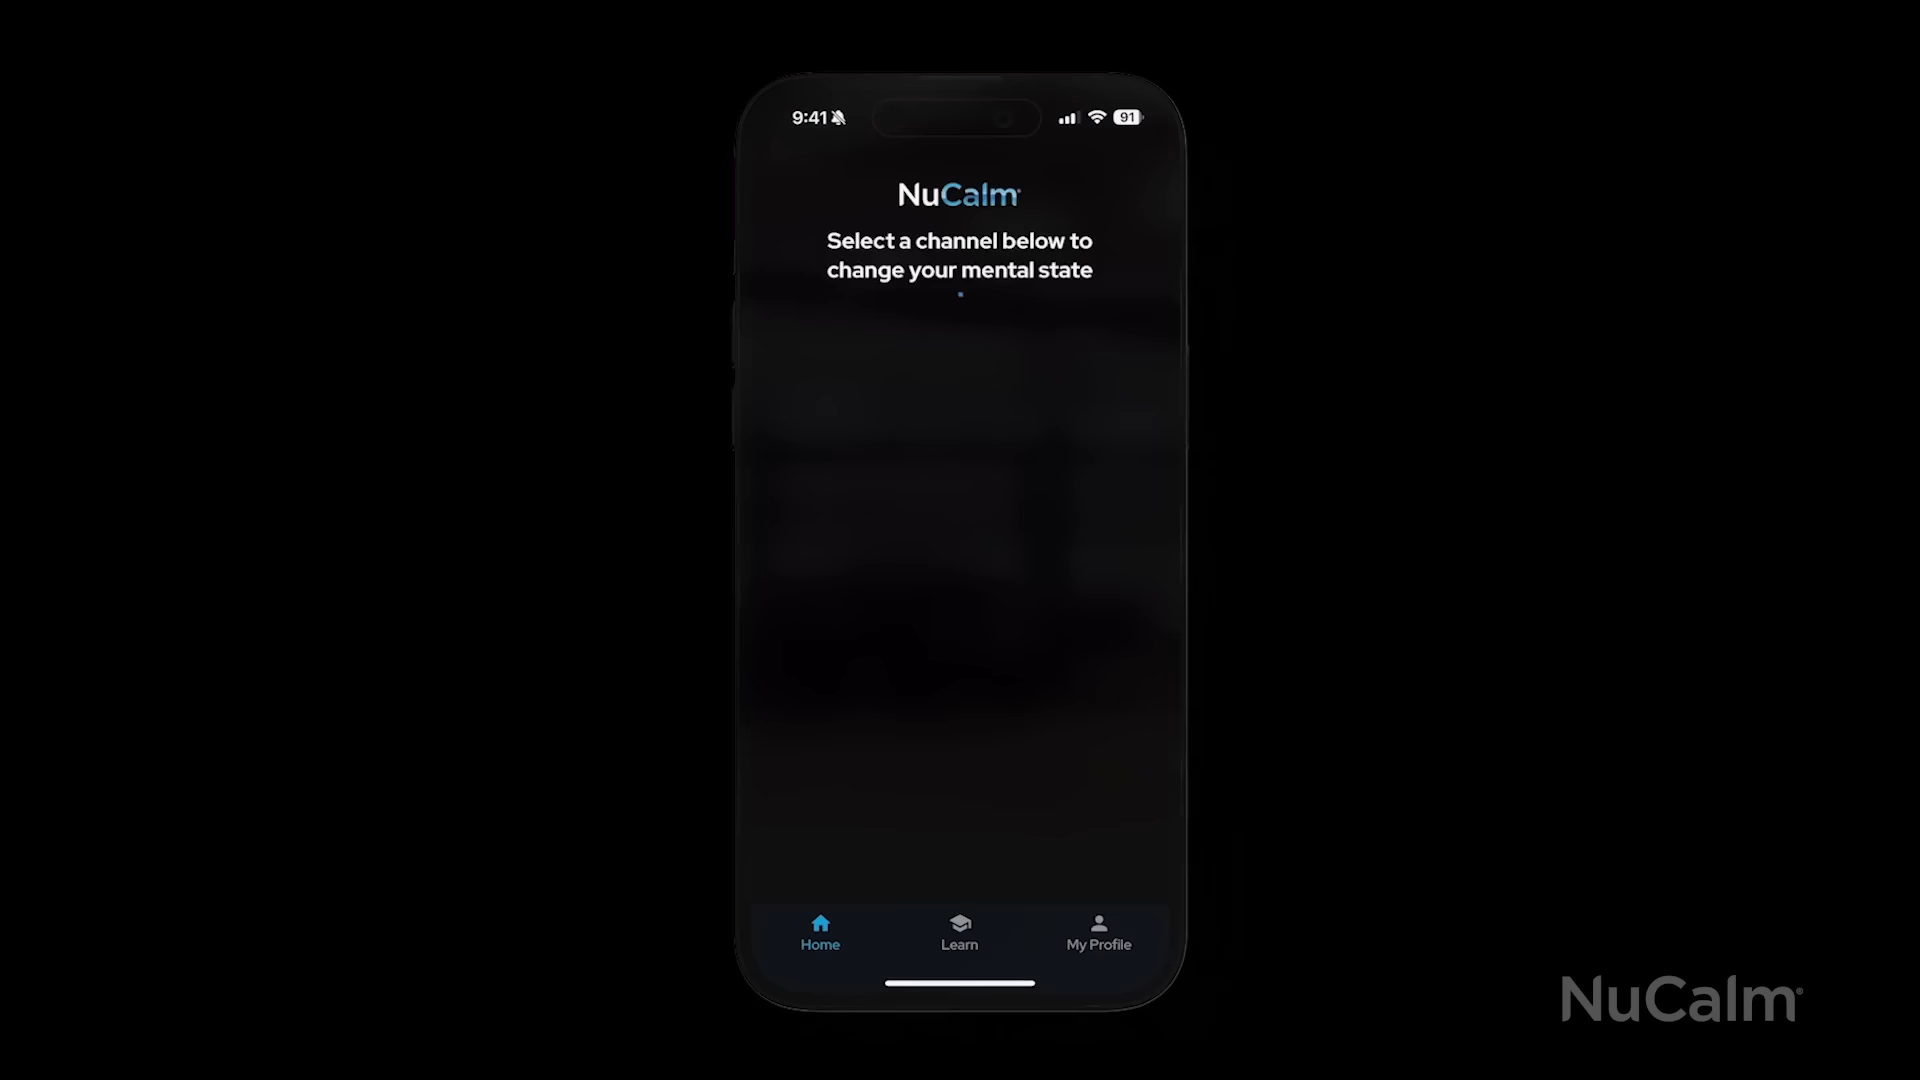 9:41
91
NuCalm
Select a channel below to
change your mental state
Home
Learn
My Profile
NuCalm®